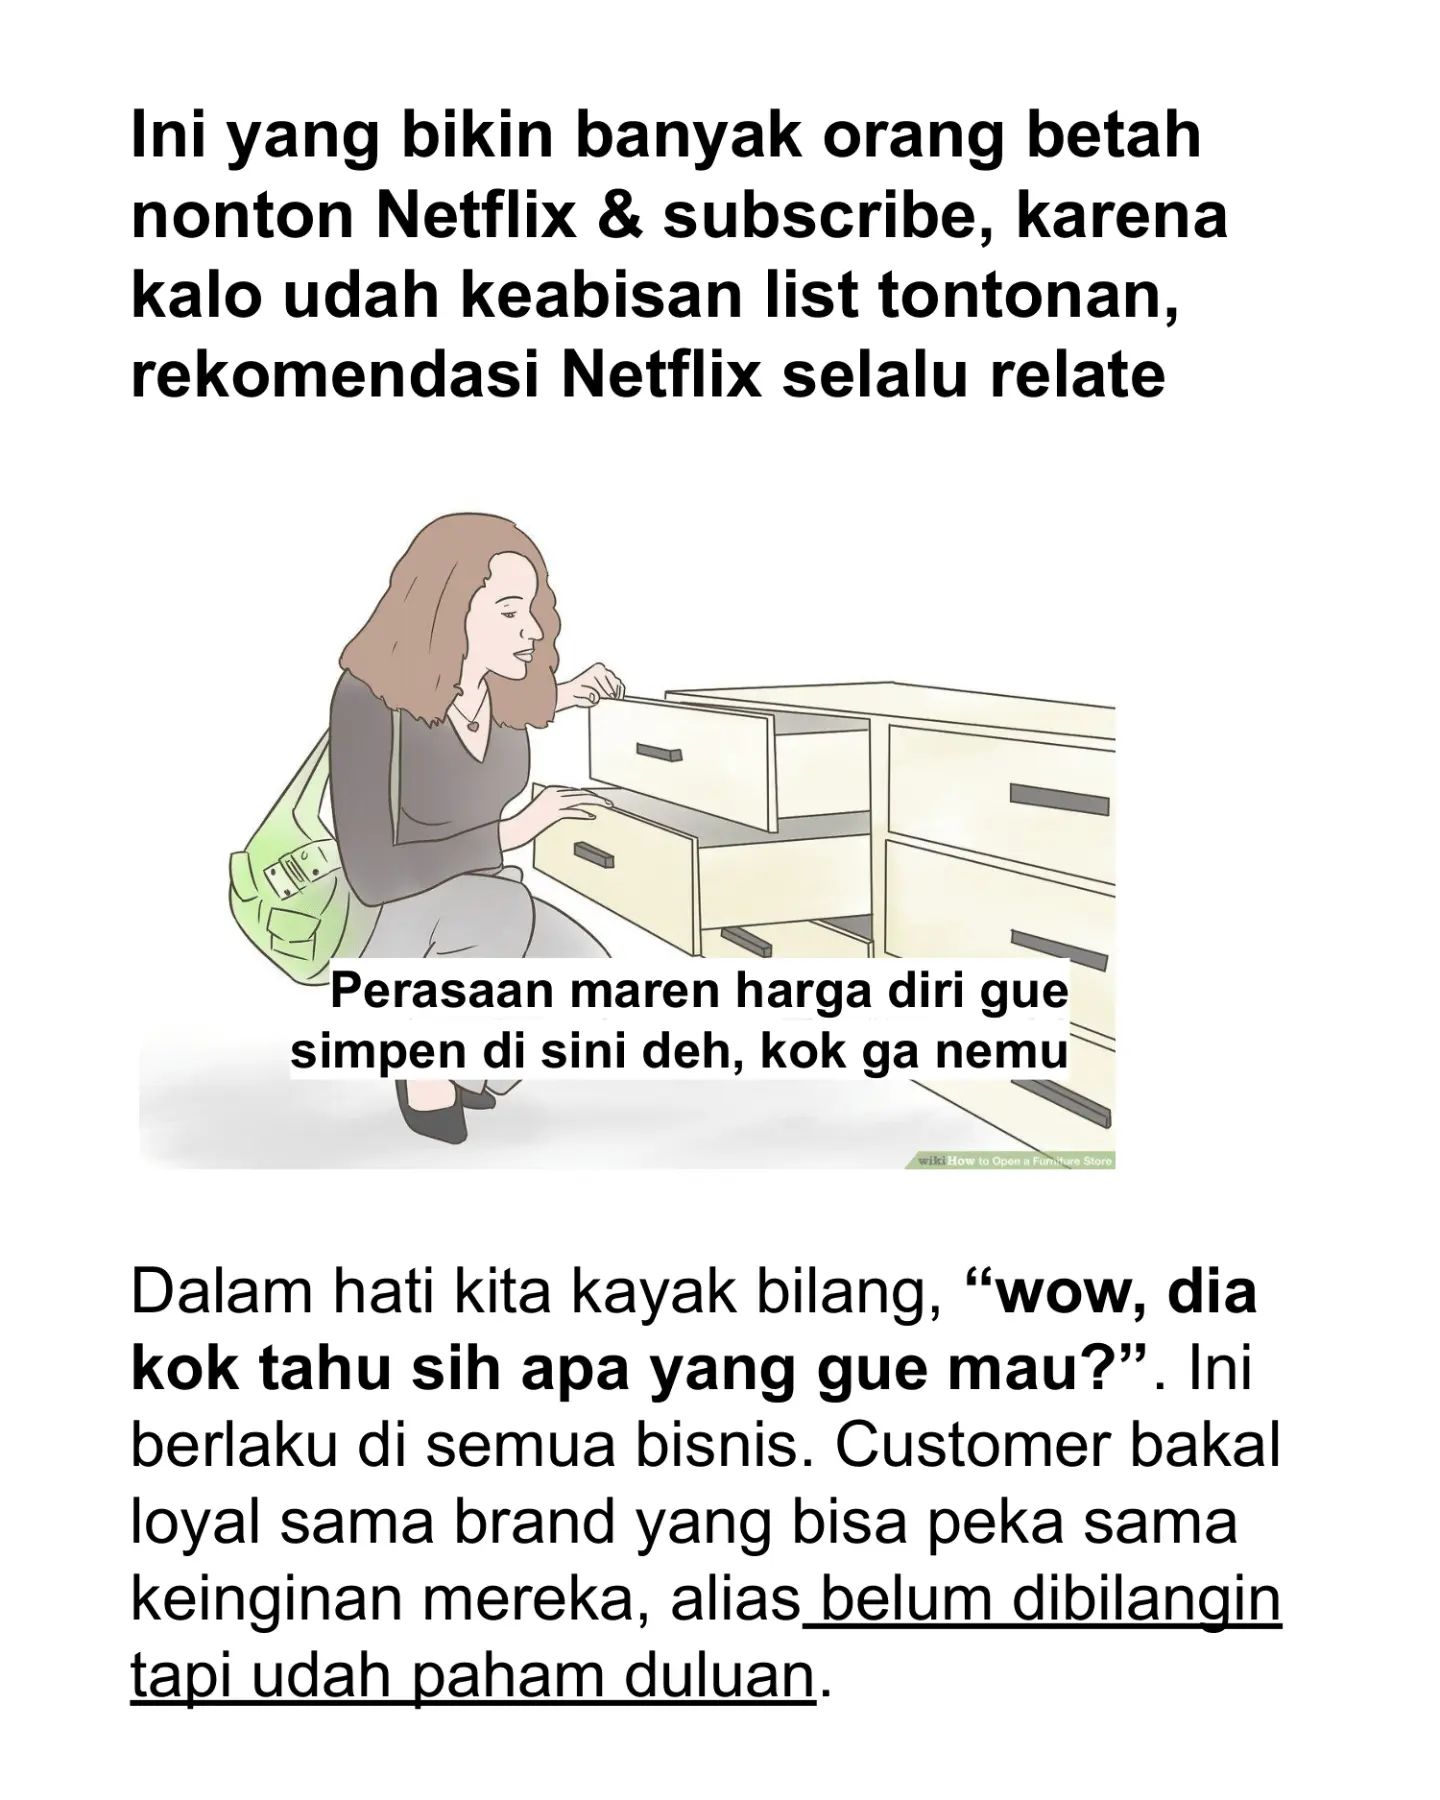 Ini yang bikin banyak orang betah
nonton Netflix & subscribe, karena
kalo udah keabisan list tontonan,
rekomendasi Netflix selalu relate
Perasaan maren harga diri gue
simpen di sini deh, kok ga nemu
wikiHow to Open a Furniture Store
Dalam hati kita kayak bilang, “wow, dia
kok tahu sih apa yang gue mau?”. Ini
berlaku di semua bisnis. Customer bakal
loyal sama brand yang bisa peka sama
keinginan mereka, alias belum dibilangin
tapi udah paham duluan.